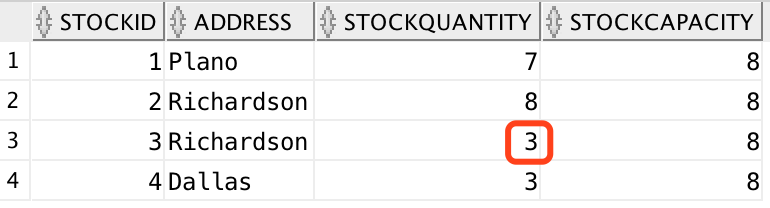 STOCKID ADDRESS STOCKQUANTITY STOCKCAPACITY
1 1 Plano 7 8
2 2 Richardson 8 8
3 3 Richardson 3 8
4 4 Dallas 3 8